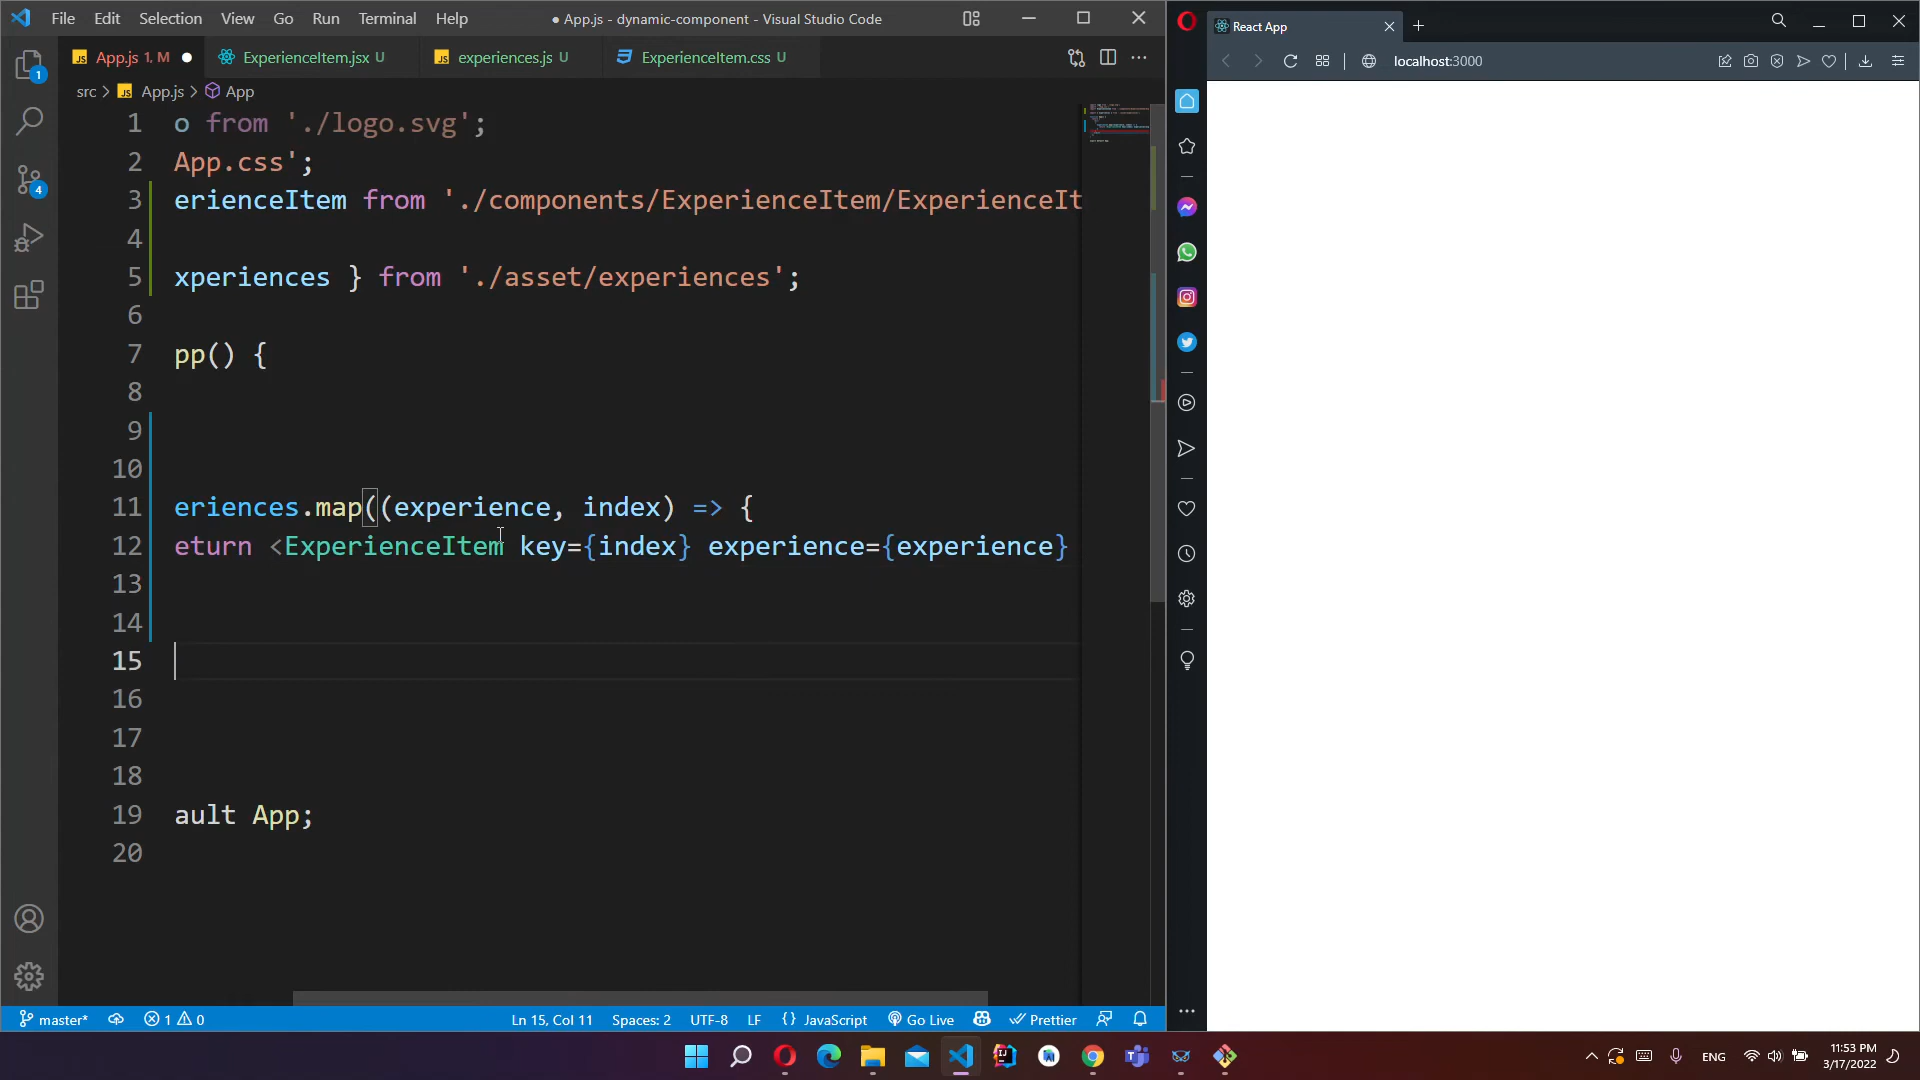 File Edit Selection View Go Run Terminal Help
● App.js - dynamic-component - Visual Studio Code
React App
JS App.js 1, M ●
ExperienceItem.jsx U
JS experiences.js U
ExperienceItem.css U
localhost:3000
1
4
src > JS App.js > App
1 o from './logo.svg';
2 App.css';
3 erienceItem from './components/ExperienceItem/ExperienceIt
4
5 xperiences } from './asset/experiences';
6
7 pp() {
8
9
10
11 eriences.map((experience, index) => {
12 eturn <ExperienceItem key={index} experience={experience}
13
14
15
16
17
18
19 ault App;
20
master* 1 0 Ln 15, Col 11 Spaces: 2 UTF-8 LF {} JavaScript Go Live Prettier
ENG
11:53 PM
3/17/2022